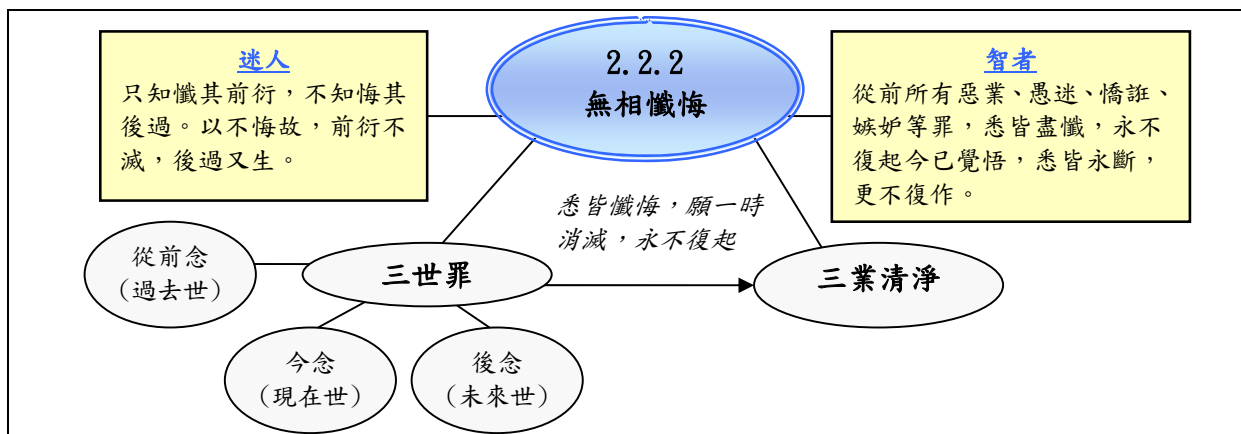 迷人
只知懺其前衍，不知悔其
後過。以不悔故，前衍不
滅，後過又生。
2.2.2
無相懺悔
智者
從前所有惡業、愚迷、憍誑、
嫉妒等罪，悉皆盡懺，永不
復起今已覺悟，悉皆永斷，
更不復作。
悉皆懺悔，願一時
消滅，永不復起
從前念
（過去世）
三世罪
三業清淨
今念
（現在世）
後念
（未來世）